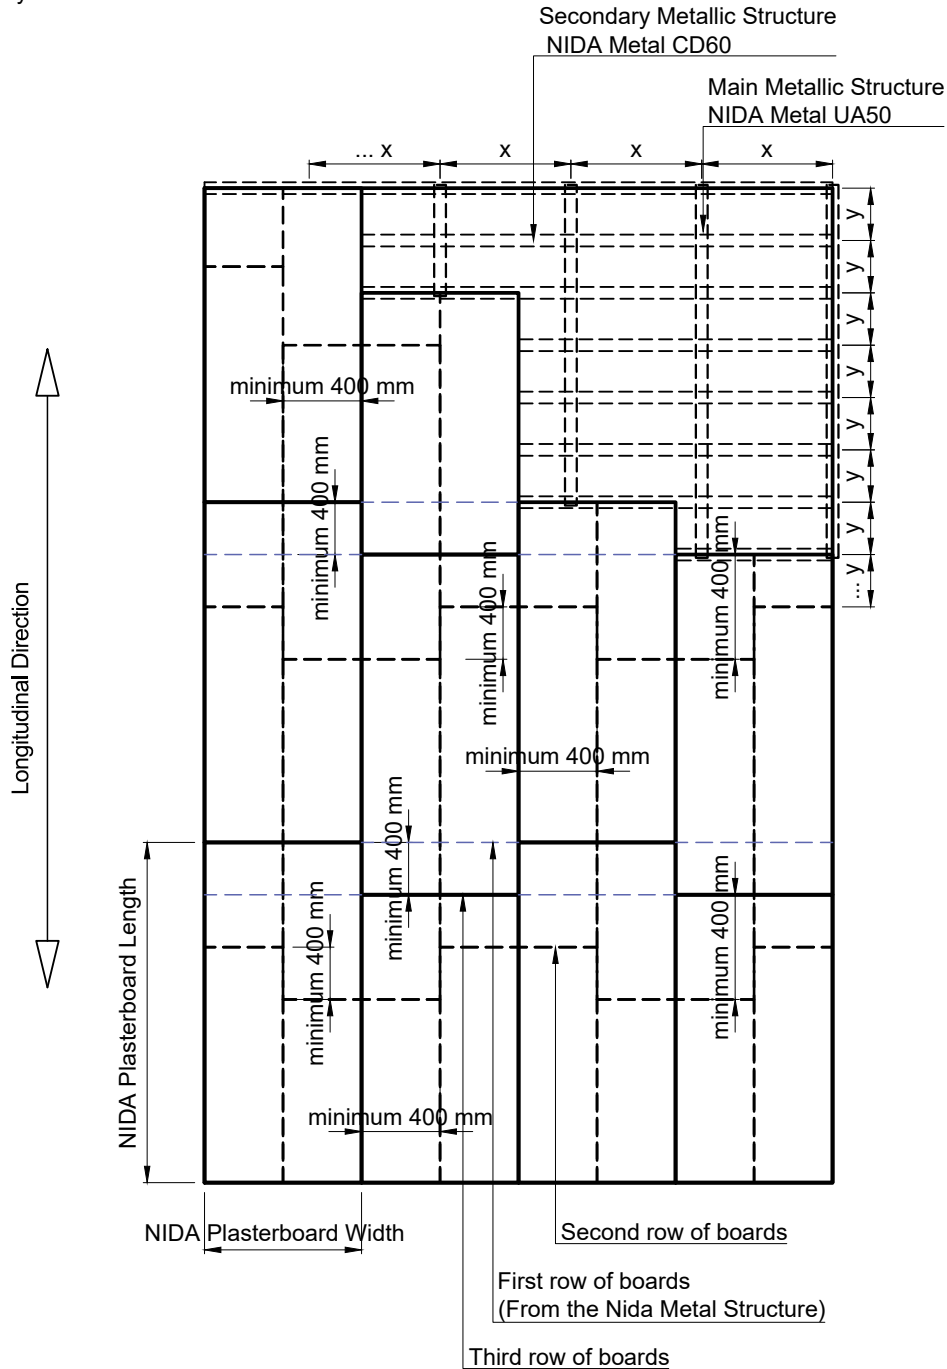 y
Secondary Metallic Structure
NIDA Metal CD60
Main Metallic Structure
NIDA Metal UA50
... x
x
x
x
y
y
y
y
y
y
y
... y
minimum 400 mm
minimum 400 mm
minimum 400 mm
minimum 400 mm
Longitudinal Direction
minimum 400 mm
minimum 400 mm
minimum 400 mm
minimum 400 mm
NIDA Plasterboard Length
minimum 400 mm
NIDA Plasterboard Width
Second row of boards
First row of boards
(From the Nida Metal Structure)
Third row of boards